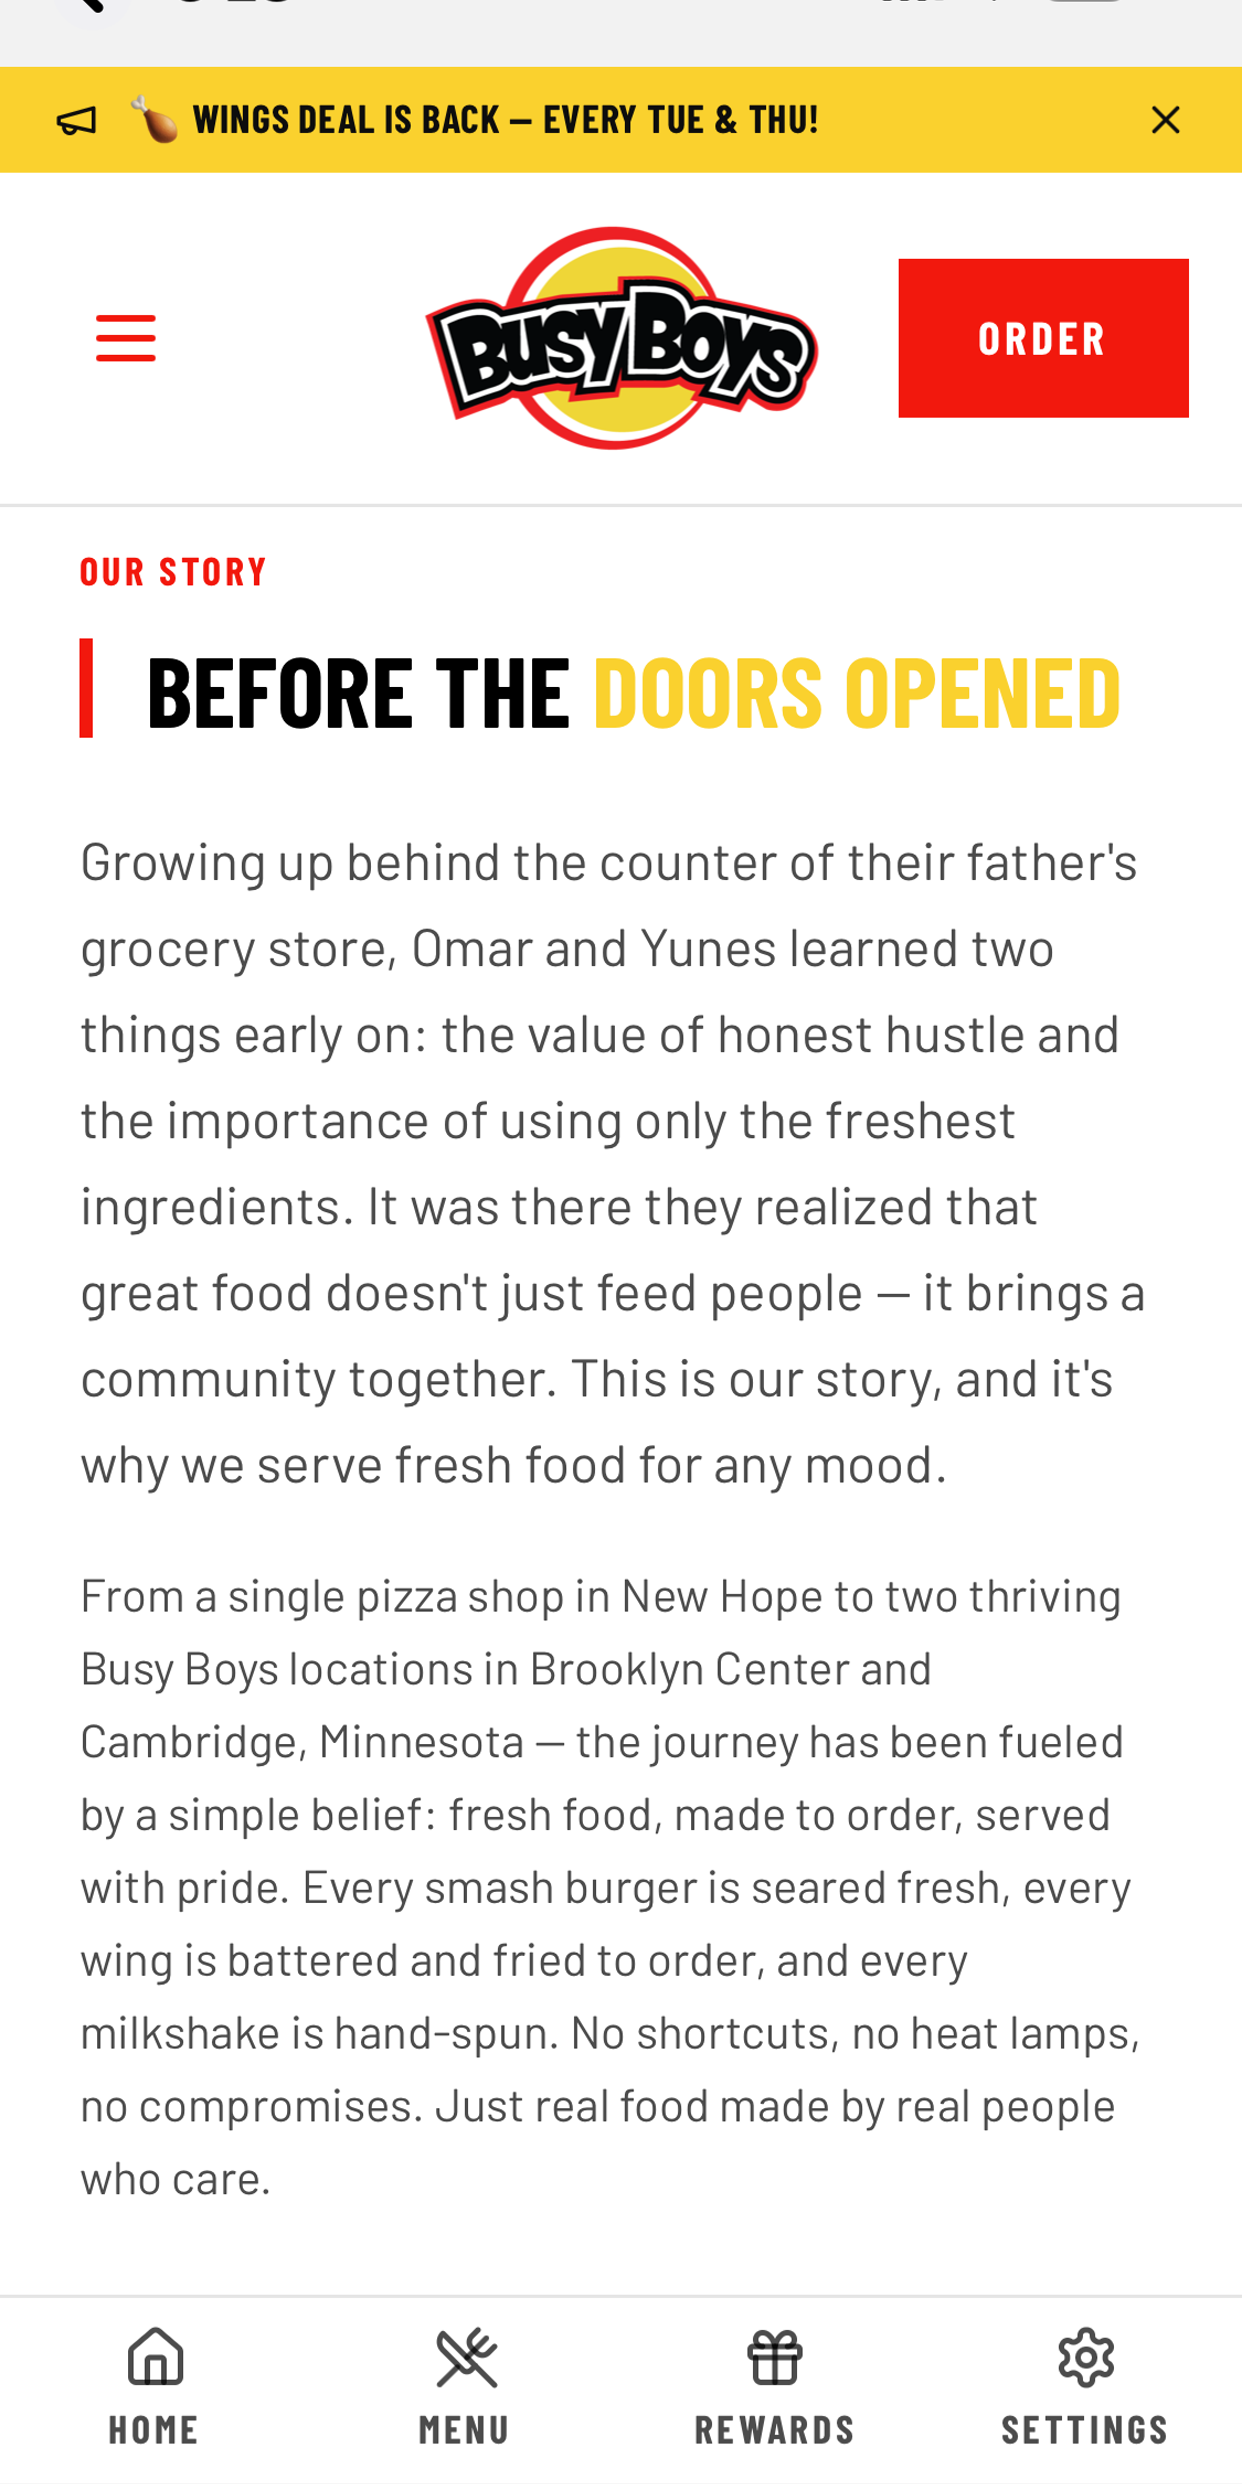 WINGS DEAL IS BACK – EVERY TUE & THU!
BUSY BOYS
ORDER
OUR STORY
BEFORE THE DOORS OPENED
Growing up behind the counter of their father's
grocery store, Omar and Yunes learned two
things early on: the value of honest hustle and
the importance of using only the freshest
ingredients. It was there they realized that
great food doesn't just feed people — it brings a
community together. This is our story, and it's
why we serve fresh food for any mood.
From a single pizza shop in New Hope to two thriving
Busy Boys locations in Brooklyn Center and
Cambridge, Minnesota — the journey has been fueled
by a simple belief: fresh food, made to order, served
with pride. Every smash burger is seared fresh, every
wing is battered and fried to order, and every
milkshake is hand-spun. No shortcuts, no heat lamps,
no compromises. Just real food made by real people
who care.
HOME
MENU
REWARDS
SETTINGS